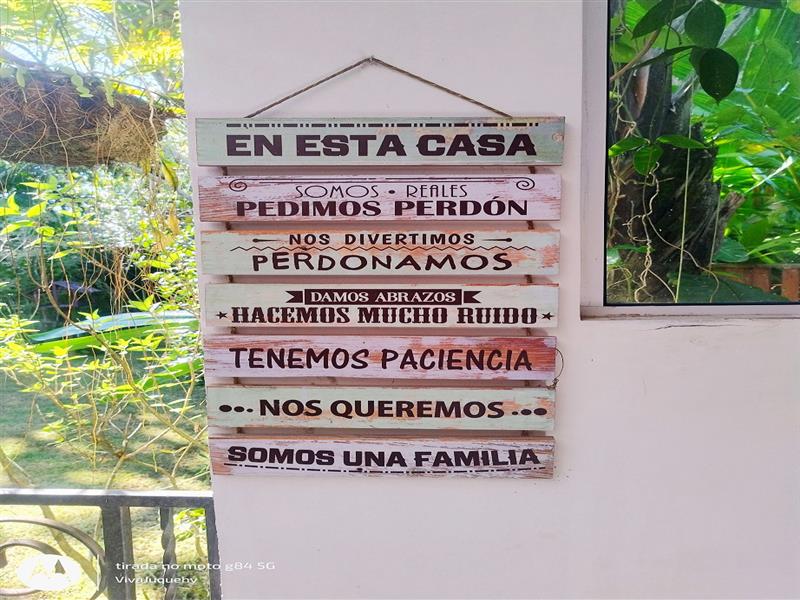 EN ESTA CASA
SOMOS • REALES
PEDIMOS PERDÓN
NOS DIVERTIMOS
PERDONAMOS
DAMOS ABRAZOS
HACEMOS MUCHO RUIDO
TENEMOS PACIENCIA
NOS QUEREMOS
SOMOS UNA FAMILIA
tirada no moto g84 5G
VivaJuquehy